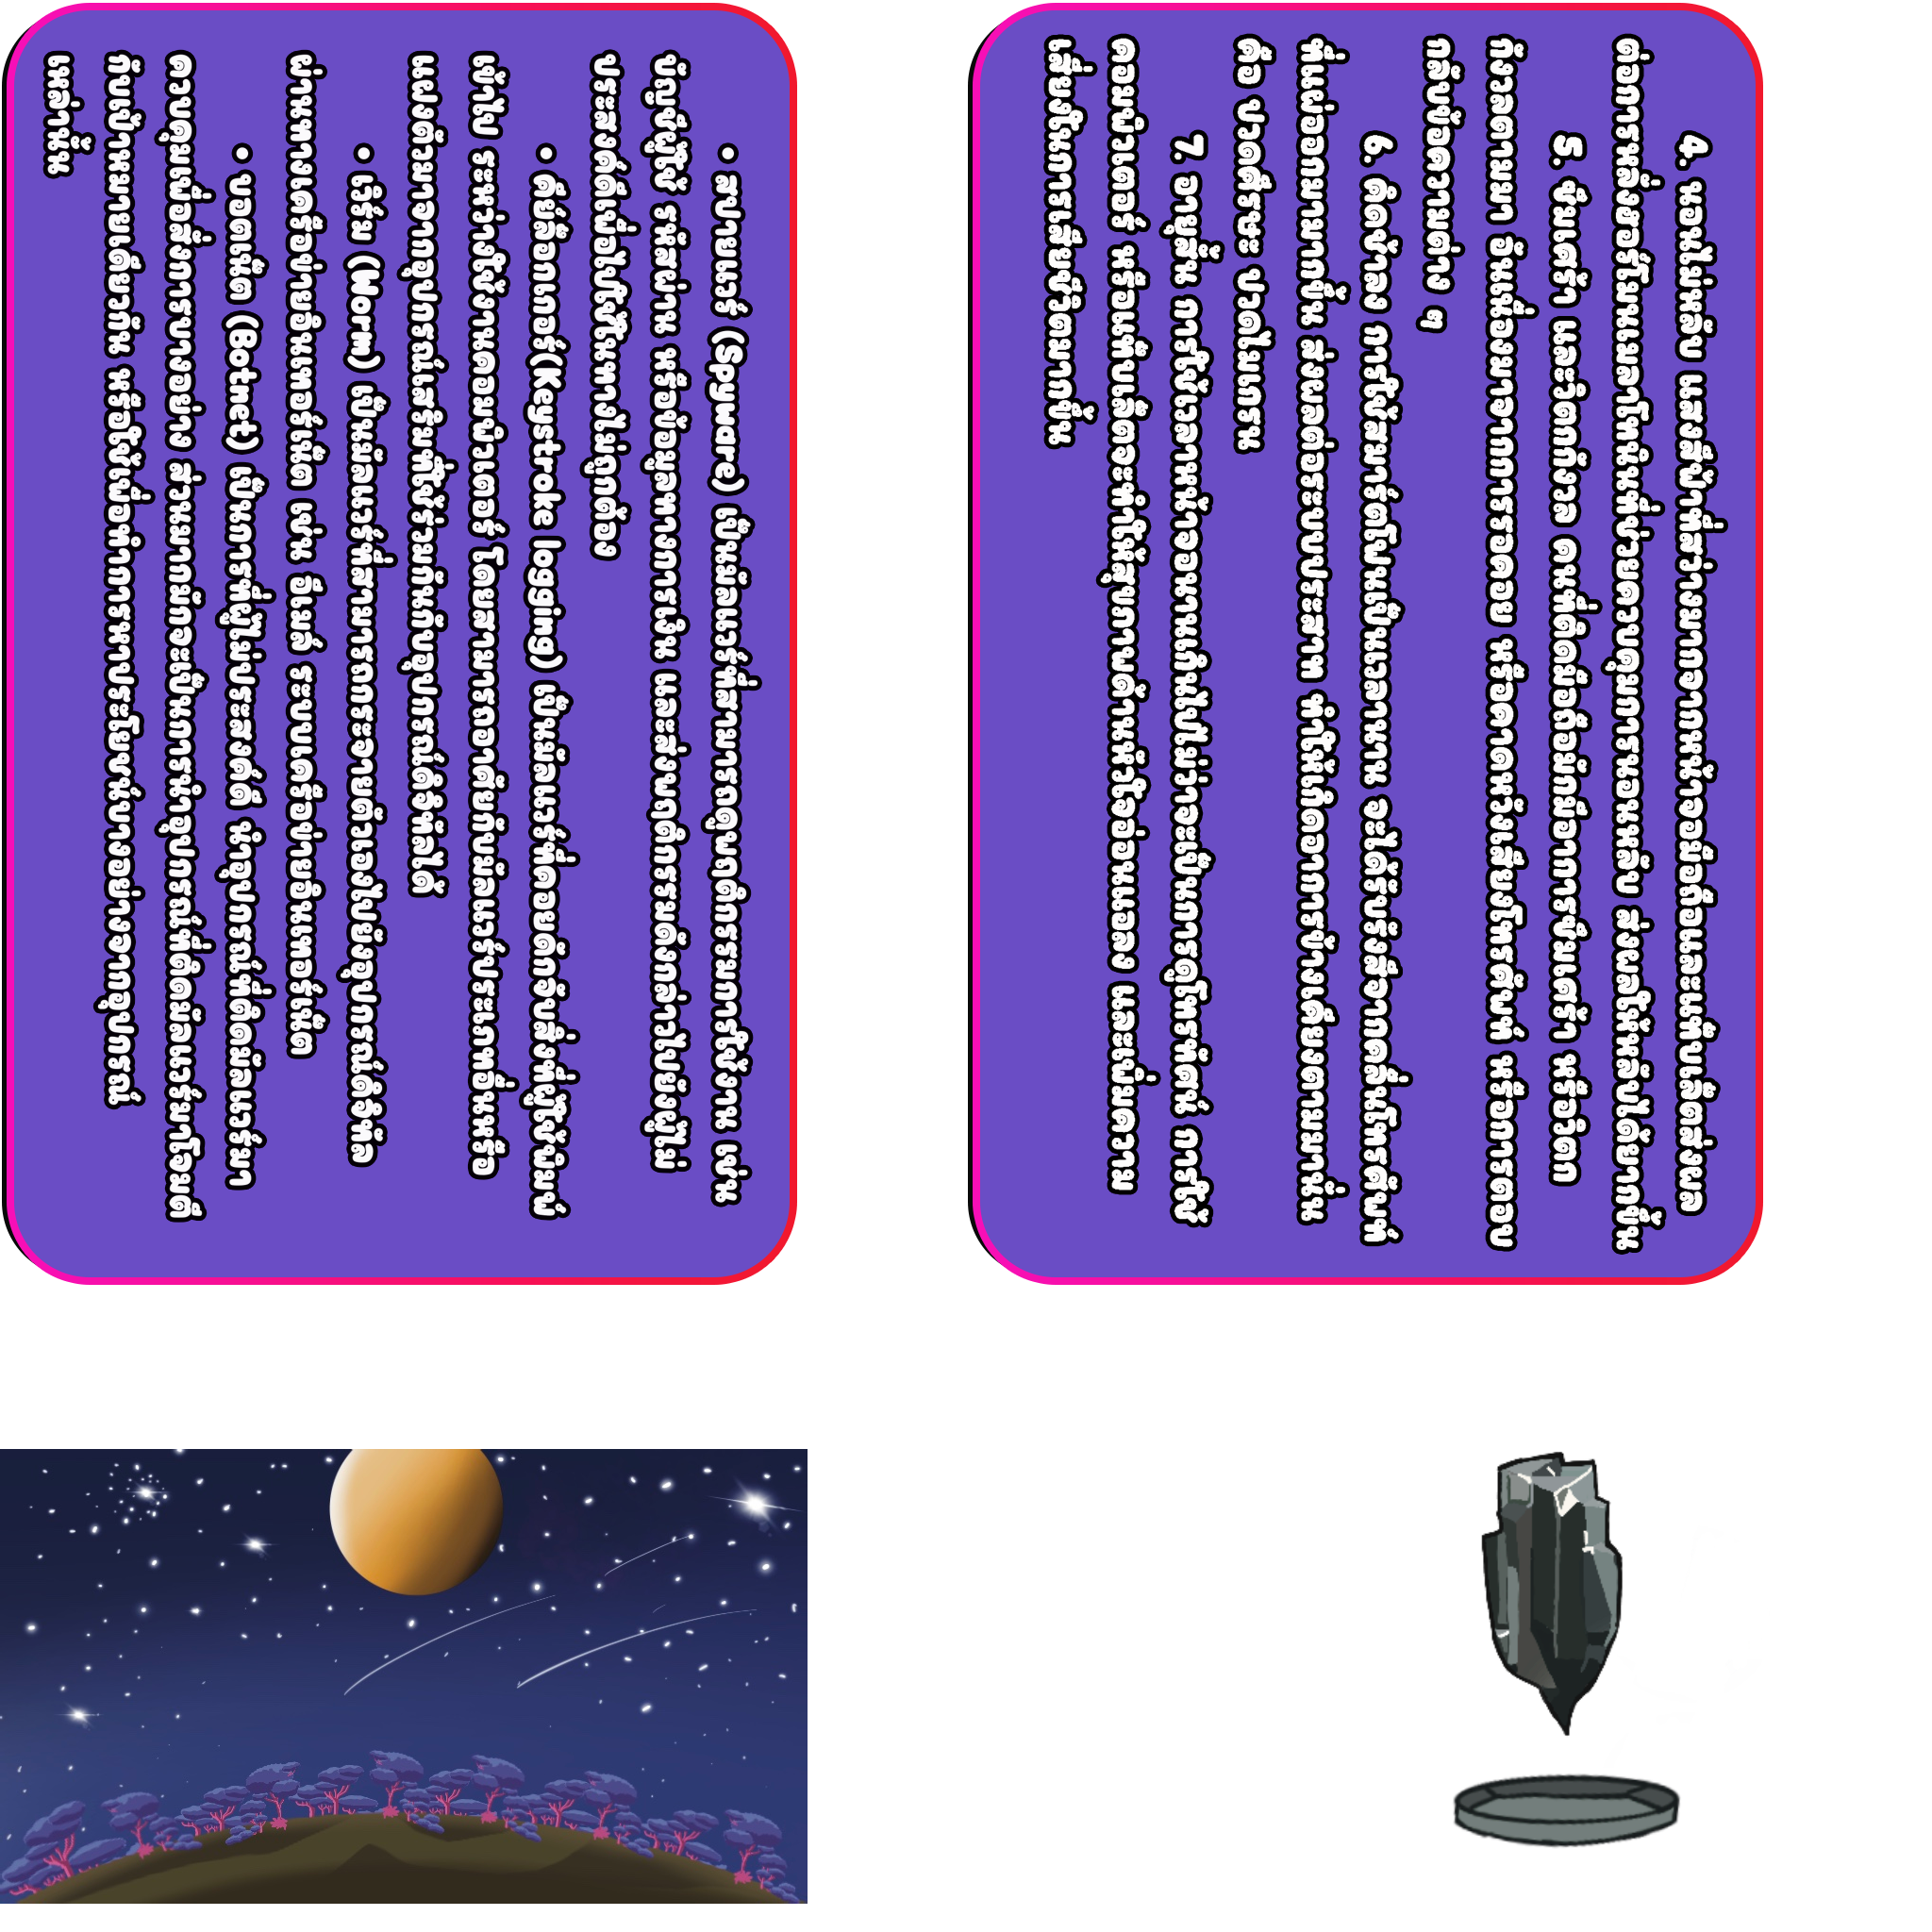 • สปายแวร์ (Spyware) เป็นมัลแวร์ที่สามารถดูพฤติกรรมการใช้งาน เช่น
บัญชีผู้ใช้ รหัสผ่าน หรือข้อมูลทางการเงิน และส่งพฤติกรรมดังกล่าวไปยังผู้ไม่
ประสงค์ดีเพื่อไปใช้ในทางไม่ถูกต้อง
• คีย์ล้อกเกอร์(Keystroke logging) เป็นมัลแวร์ที่คอยดักจับสิ่งที่ผู้ใช้พิมพ์
เข้าไป ระหว่างใช้งานคอมพิวเตอร์ โดยสามารถอาศัยกับมัลแวร์ประเภทอื่นหรือ
แฝงตัวมาจากอุปกรณ์เสริมที่ใช้ร่วมกันกับอุปกรณ์ดิจิทัลได้
• เวิร์ม (Worm) เป็นมัลแวร์ที่สามารถกระจายตัวเองไปยังอุปกรณ์ดิจิทัล
ผ่านทางเครือข่ายอินเทอร์เน็ต เช่น อีเมล์ ระบบเครือข่ายอินเทอร์เน็ต
• บอตเน็ต (Botnet) เป็นการที่ผู้ไม่ประสงค์ดี นำอุปกรณ์ที่ติดมัลแวร์มา
ควบคุมเพื่อสั่งการบางอย่าง ส่วนมากมักจะเป็นการนำอุปกรณ์ที่ติดมัลแวร์มาโจมตี
กับเป้าหมายเดียวกัน หรือใช้เพื่อทำการหาประโยชน์บางอย่างจากอุปกรณ์
เหล่านั้น
4. นอนไม่หลับ แสงสีฟ้าที่สว่างมากจากหน้าจอมือถือและแท็บเล็ตส่งผล
ต่อการหลั่งฮอร์โมนเมลาโทนินที่ช่วยควบคุมการนอนหลับ ส่งผลให้หลับได้ยากขึ้น
5. ซึมเศร้า และวิตกกังวล คนที่ติดมือถือมักมีอาการซึมเศร้า หรือวิตก
กังวลตามมา อันเนื่องมาจากการรอคอย หรือคาดหวังเสียงโทรศัพท์ หรือการตอบ
กลับข้อความต่าง ๆ
6. คิดช้าลง การใช้สมาร์ตโฟนเป็นเวลานาน จะได้รับรังสีจากคลื่นโทรศัพท์
ที่แผ่ออกมามากขึ้น ส่งผลต่อระบบประสาท ทำให้เกิดอาการข้างเคียงตามมานั่น
คือ ปวดศีรษะ ปวดไมเกรน
7. อายุสั้น การใช้เวลาหน้าจอนานเกินไปไม่ว่าจะเป็นการดูโทรทัศน์ การใช้
คอมพิวเตอร์ หรือแท็บเล็ตจะทำให้สุขภาพด้านหัวใจอ่อนแอลง และเพิ่มความ
เสี่ยงในการเสียชีวิตมากขึ้น